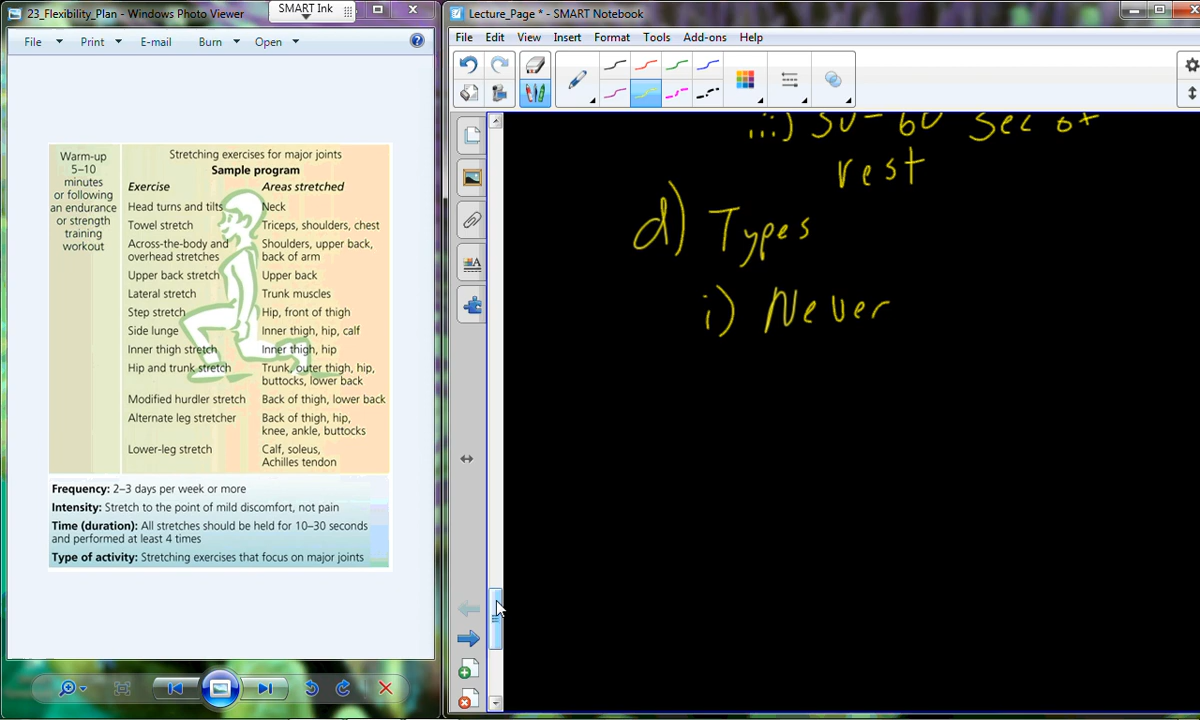 23_Flexibility_Plan - Windows Photo Viewer
SMART Ink
File Print E-mail Burn Open
Warm-up
5–10
minutes
or following
an endurance
or strength
training
workout
Stretching exercises for major joints
Sample program
Exercise Areas stretched
Head turns and tilts Neck
Towel stretch Triceps, shoulders, chest
Across-the-body and Shoulders, upper back,
overhead stretches back of arm
Upper back stretch Upper back
Lateral stretch Trunk muscles
Step stretch Hip, front of thigh
Side lunge Inner thigh, hip, calf
Inner thigh stretch Inner thigh, hip
Hip and trunk stretch Trunk, outer thigh, hip,
buttocks, lower back
Modified hurdler stretch Back of thigh, lower back
Alternate leg stretcher Back of thigh, hip,
knee, ankle, buttocks
Lower-leg stretch Calf, soleus,
Achilles tendon
Frequency: 2–3 days per week or more
Intensity: Stretch to the point of mild discomfort, not pain
Time (duration): All stretches should be held for 10–30 seconds
and performed at least 4 times
Type of activity: Stretching exercises that focus on major joints
Lecture_Page * - SMART Notebook
File Edit View Insert Format Tools Add-ons Help
iii) 30-60 sec of
rest
d) Types
i) Never